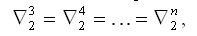 ∇₂³ = ∇₂⁴ = … = ∇₂ⁿ,